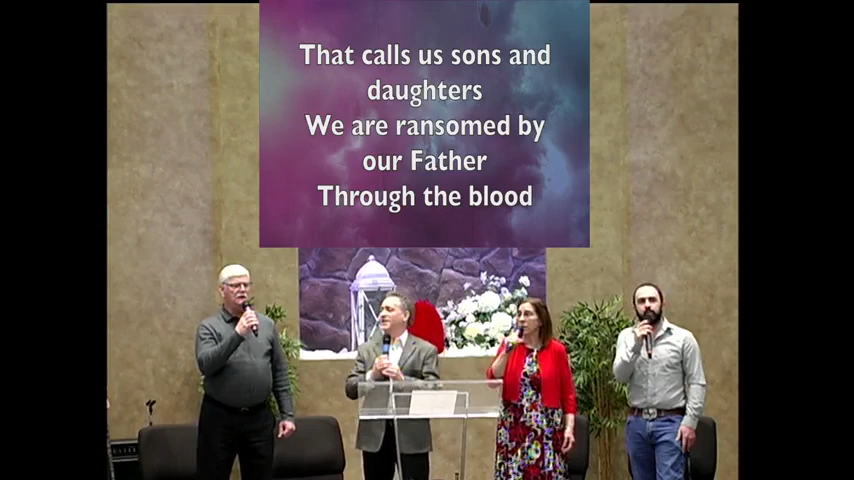 That calls us sons and
daughters
We are ransomed by
our Father
Through the blood